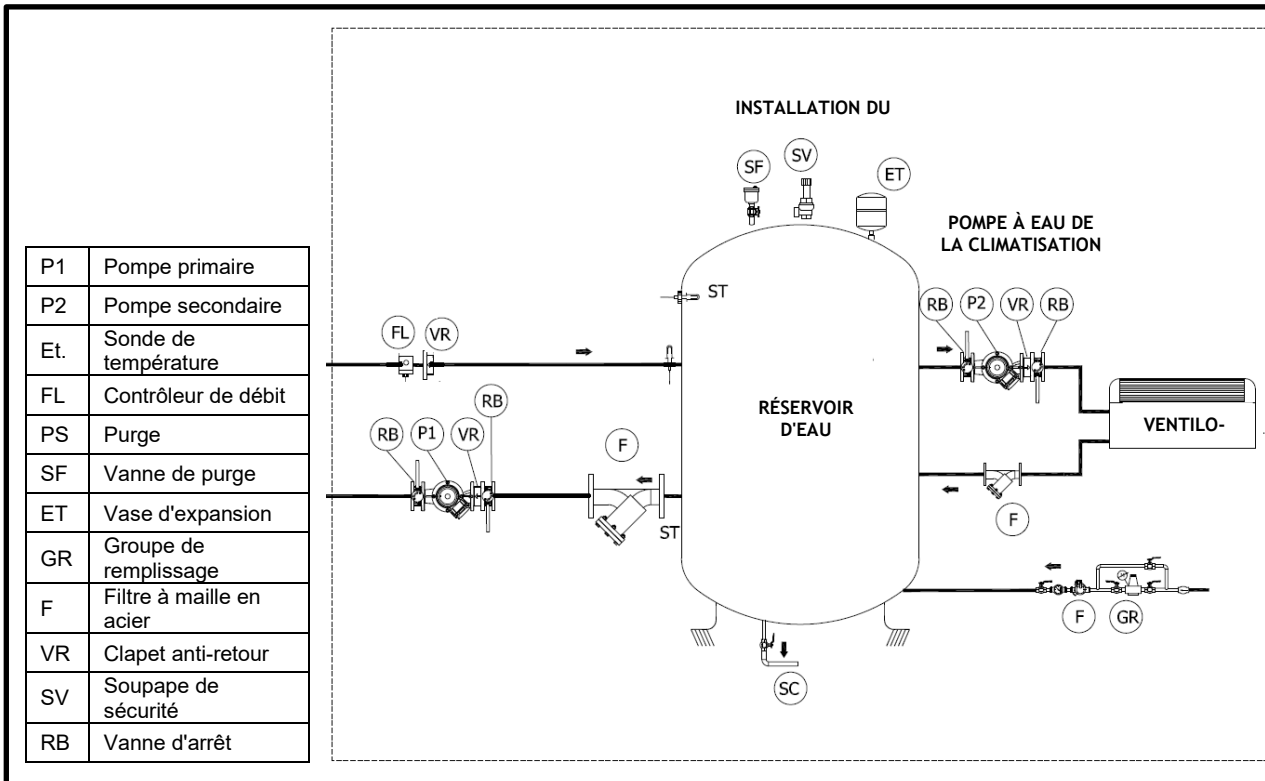 INSTALLATION DU
SF
SV
ET
POMPE À EAU DE
LA CLIMATISATION
P1 Pompe primaire
P2 Pompe secondaire
Et. Sonde de
température
FL Contrôleur de débit
PS Purge
SF Vanne de purge
ET Vase d'expansion
GR Groupe de
remplissage
F Filtre à maille en
acier
VR Clapet anti-retour
SV Soupape de
sécurité
RB Vanne d'arrêt
ST
FL VR
RB P2 VR RB
RB
RB P1 VR
F
RÉSERVOIR
D'EAU
VENTILO-
ST
F
F GR
SC